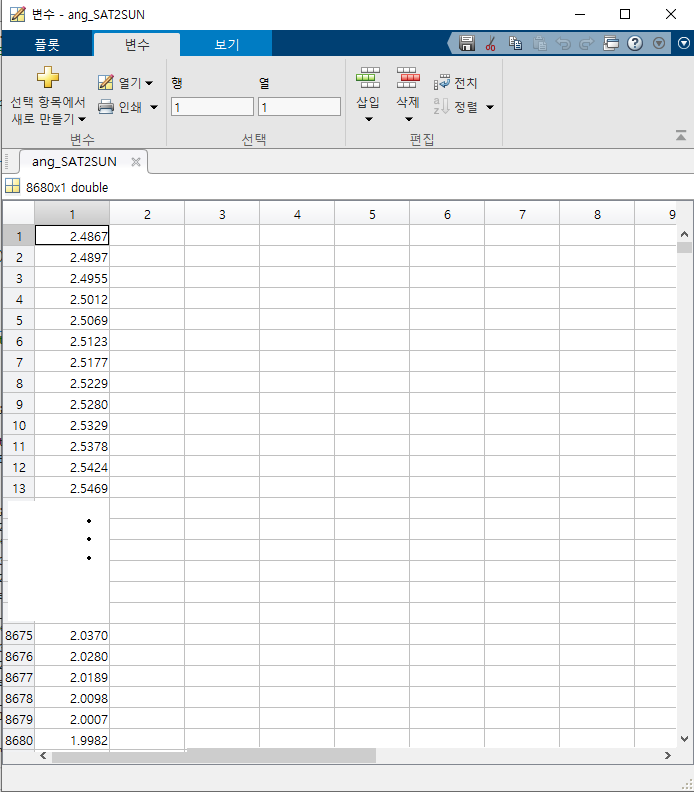 변수 - ang_SAT2SUN
플롯 변수 보기
선택 항목에서
새로 만들기
열기
인쇄
변수
행 열
1 1
선택
삽입 삭제
전치
정렬
편집
ang_SAT2SUN
8680x1 double
1 2 3 4 5 6 7 8 9
1 2.4867
2 2.4897
3 2.4955
4 2.5012
5 2.5069
6 2.5123
7 2.5177
8 2.5229
9 2.5280
10 2.5329
11 2.5378
12 2.5424
13 2.5469
8675 2.0370
8676 2.0280
8677 2.0189
8678 2.0098
8679 2.0007
8680 1.9982